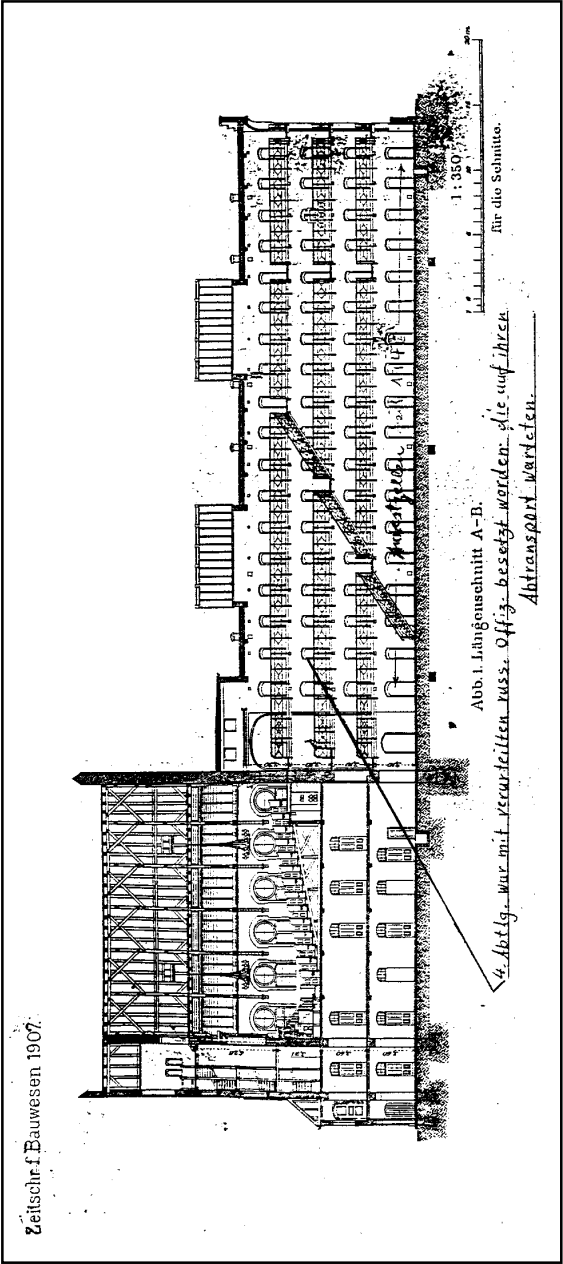 Zeitschr. f. Bauwesen 1907.
Arrestzellen
Abb. 1. Längenschnitt A-B.
1 : 350
für die Schnitte.
4. Abtlg. war mit verurteilten russ. Offiz. besetzt worden, die auf ihren
Abtransport warteten.